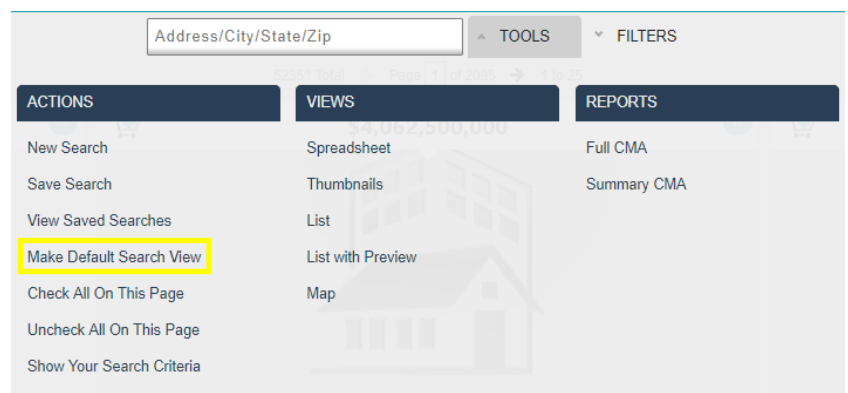 Address/City/State/Zip
TOOLS
FILTERS
52351 Total Page 1 of 2095 1 to 25
ACTIONS
VIEWS
REPORTS
$4,062,500,000
New Search
Spreadsheet
Full CMA
Save Search
Thumbnails
Summary CMA
View Saved Searches
List
Make Default Search View
List with Preview
Check All On This Page
Map
Uncheck All On This Page
Show Your Search Criteria